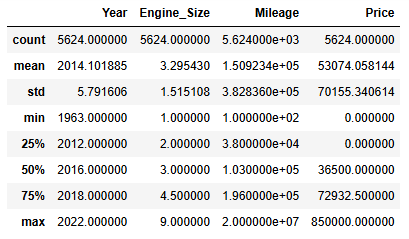 Year Engine_Size Mileage Price
count 5624.000000 5624.000000 5.624000e+03 5624.000000
mean 2014.101885 3.295430 1.509234e+05 53074.058144
std 5.791606 1.515108 3.828360e+05 70155.340614
min 1963.000000 1.000000 1.000000e+02 0.000000
25% 2012.000000 2.000000 3.800000e+04 0.000000
50% 2016.000000 3.000000 1.030000e+05 36500.000000
75% 2018.000000 4.500000 1.960000e+05 72932.500000
max 2022.000000 9.000000 2.000000e+07 850000.000000